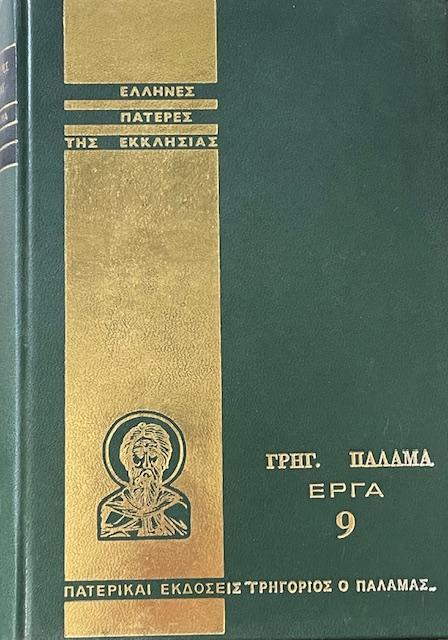 ΕΛΛΗΝΕΣ
ΠΑΤΕΡΕΣ
ΤΗΣ ΕΚΚΛΗΣΙΑΣ
ΓΡΗΓ. ΠΑΛΑΜΑ
ΕΡΓΑ
9
ΠΑΤΕΡΙΚΑΙ ΕΚΔΟΣΕΙΣ "ΓΡΗΓΟΡΙΟΣ Ο ΠΑΛΑΜΑΣ„